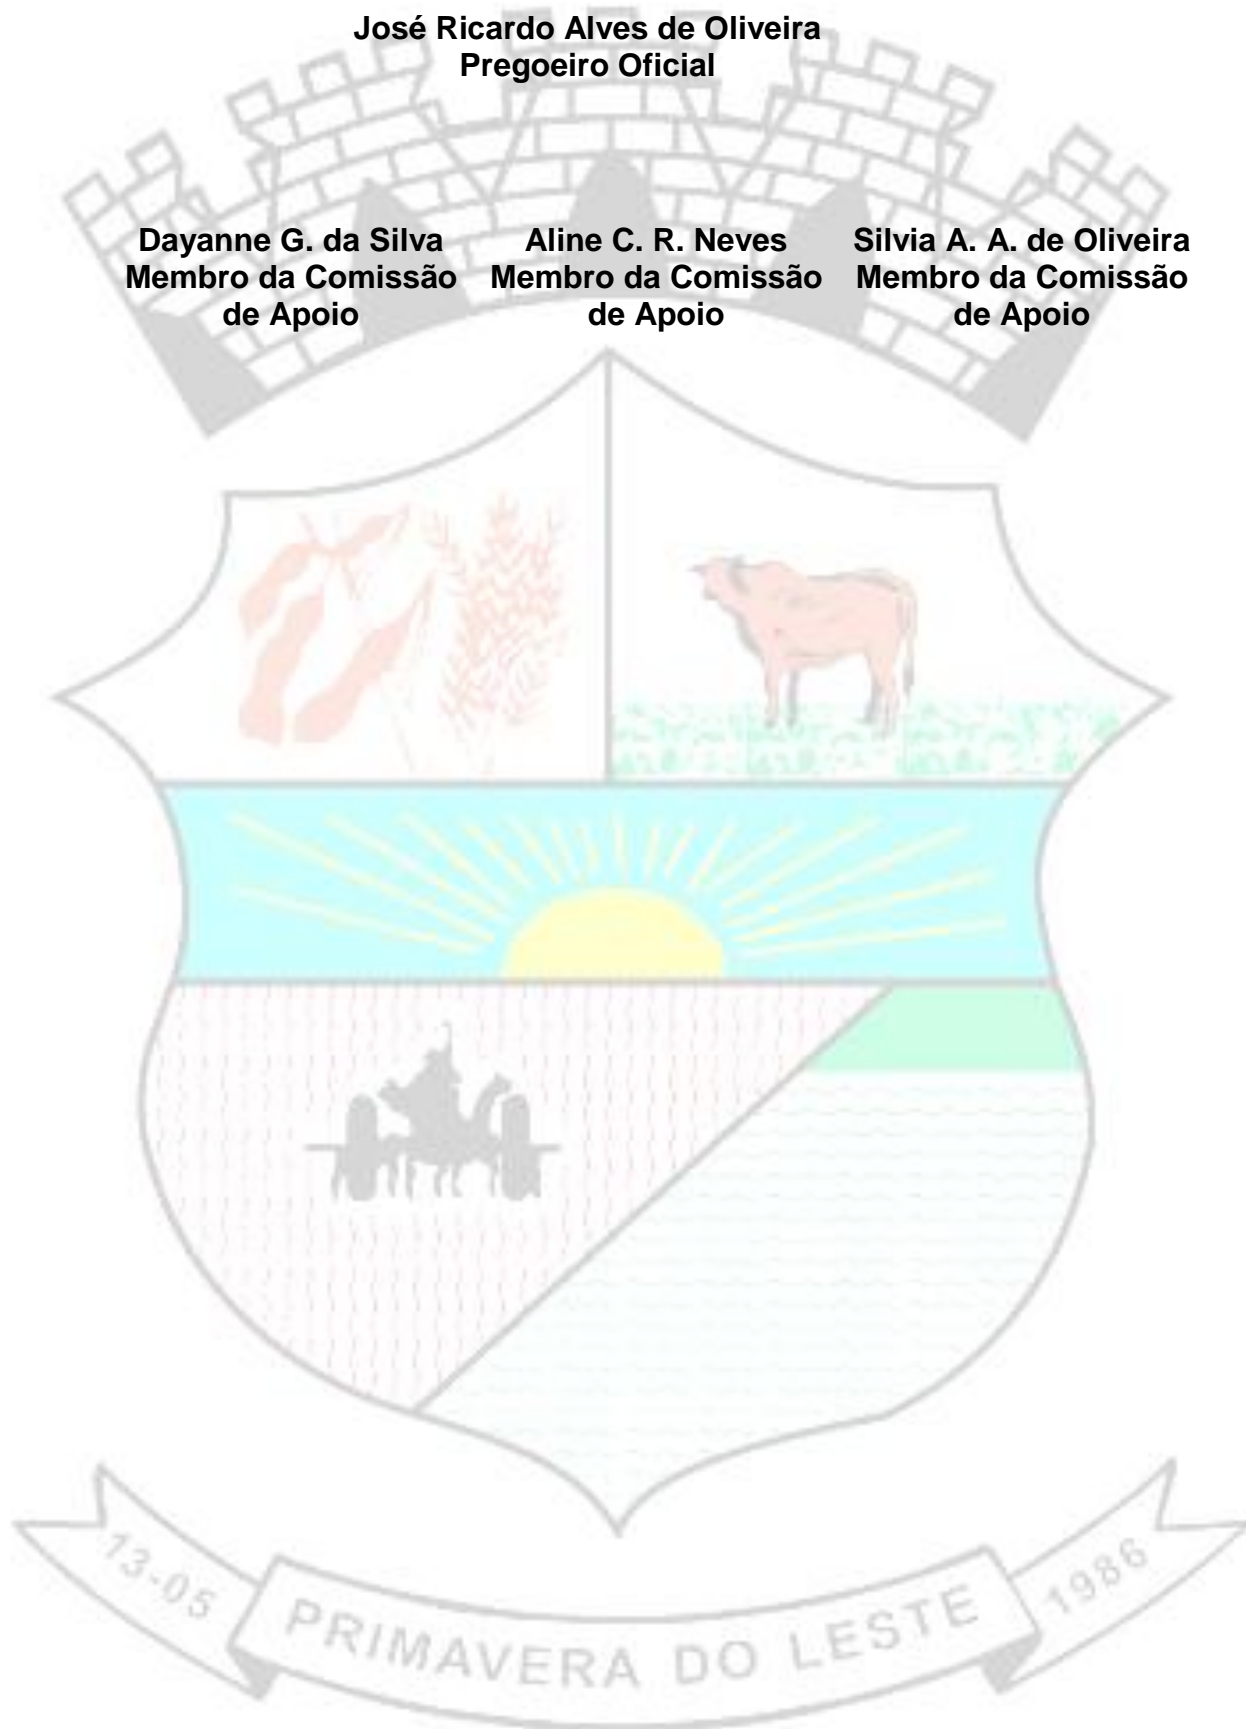 José Ricardo Alves de Oliveira
Pregoeiro Oficial
Dayanne G. da Silva
Membro da Comissão
de Apoio
Aline C. R. Neves
Membro da Comissão
de Apoio
Silvia A. A. de Oliveira
Membro da Comissão
de Apoio
13-05
PRIMAVERA DO LESTE
1986